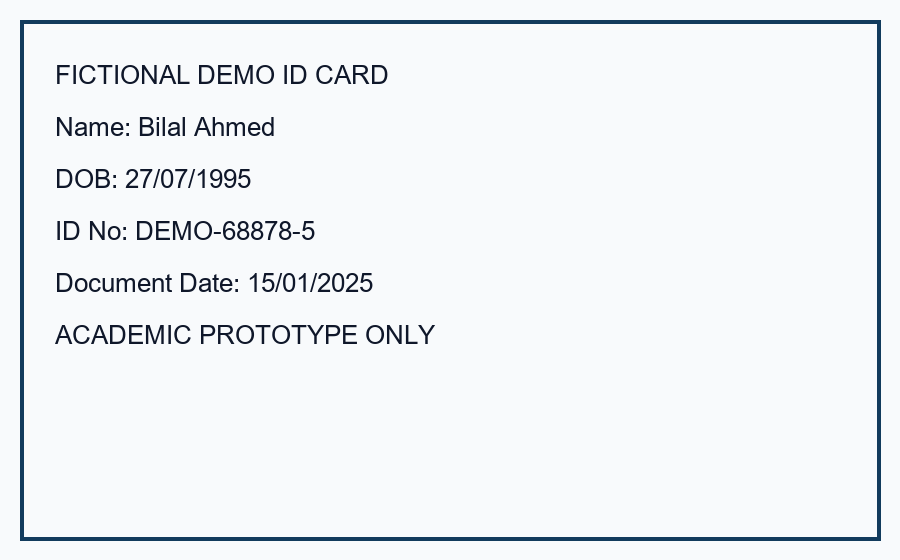 FICTIONAL DEMO ID CARD
Name: Bilal Ahmed
DOB: 27/07/1995
ID No: DEMO-68878-5
Document Date: 15/01/2025
ACADEMIC PROTOTYPE ONLY